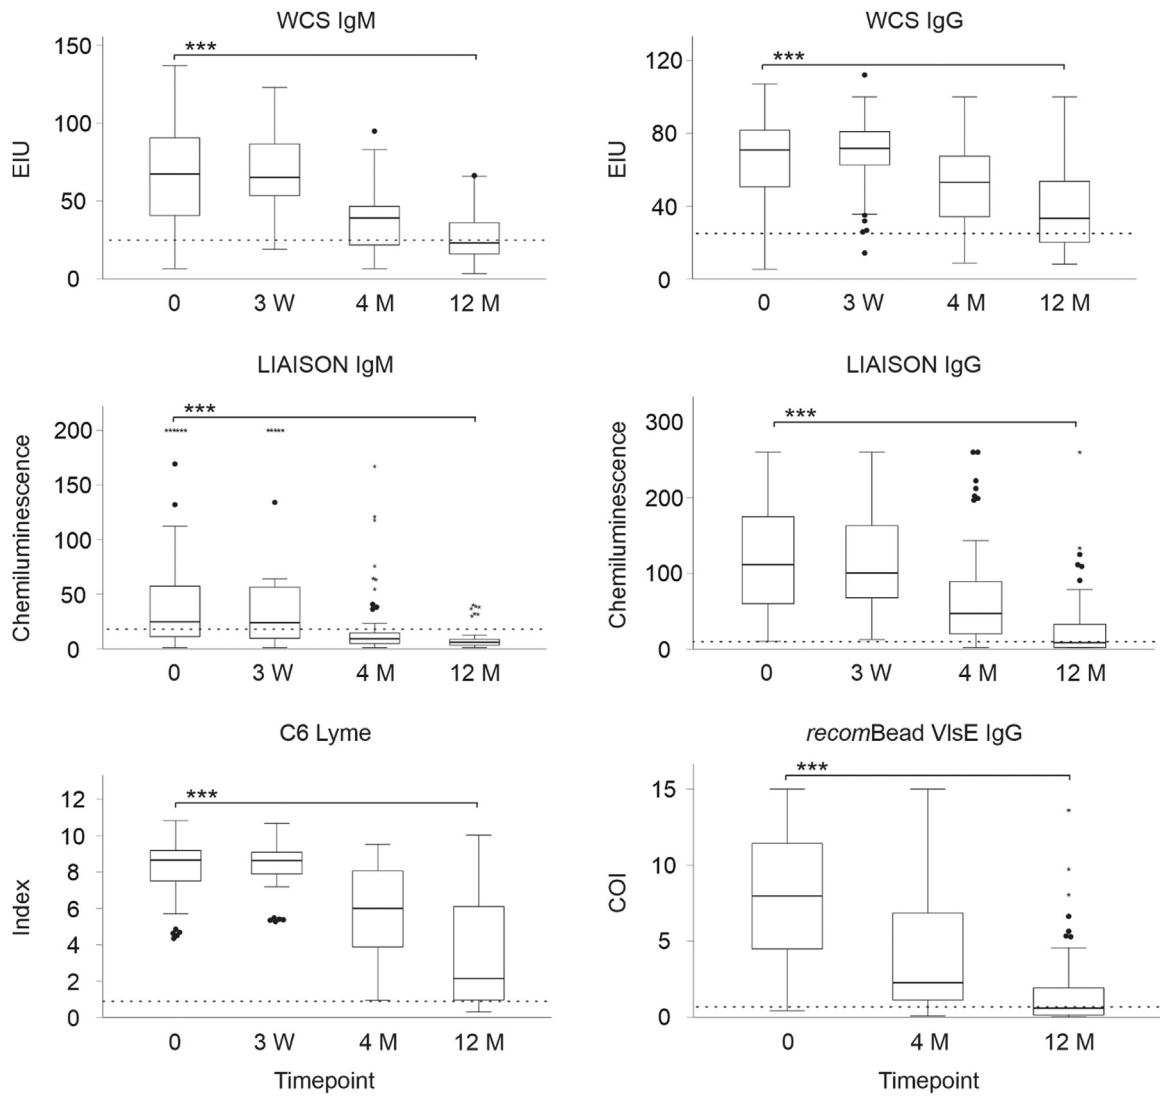 WCS IgM
***
150
100
50
0
EIU
0 3 W 4 M 12 M
WCS IgG
***
120
80
40
0
EIU
0 3 W 4 M 12 M
LIAISON IgM
***
200
150
100
50
0
Chemiluminescence
0 3 W 4 M 12 M
LIAISON IgG
***
300
200
100
0
Chemiluminescence
0 3 W 4 M 12 M
C6 Lyme
***
12
10
8
6
4
2
0
Index
0 3 W 4 M 12 M
Timepoint
recomBead VlsE IgG
***
15
10
5
0
COI
0 4 M 12 M
Timepoint